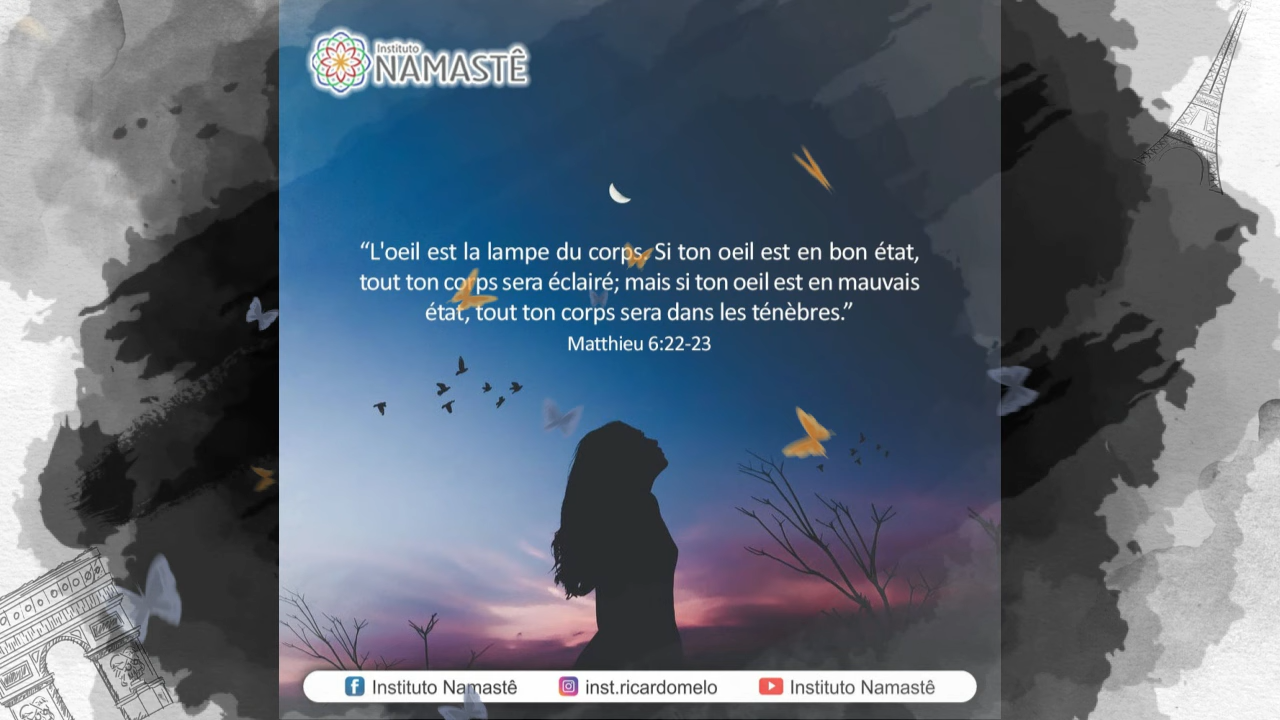 Instituto
NAMASTÊ
“L'oeil est la lampe du corps. Si ton oeil est en bon état,
tout ton corps sera éclairé; mais si ton oeil est en mauvais
état, tout ton corps sera dans les ténèbres.”
Matthieu 6:22-23
Instituto Namastê inst.ricardomelo Instituto Namastê